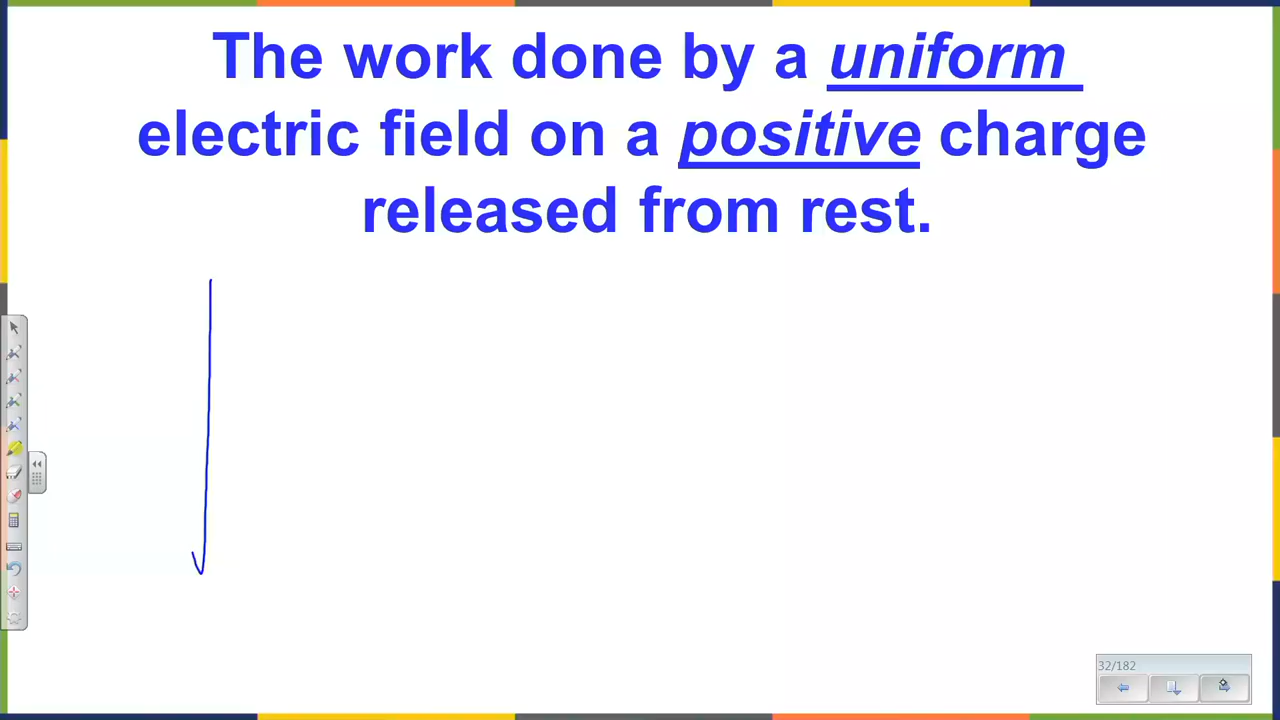 The work done by a uniform
electric field on a positive charge
released from rest.
32/182